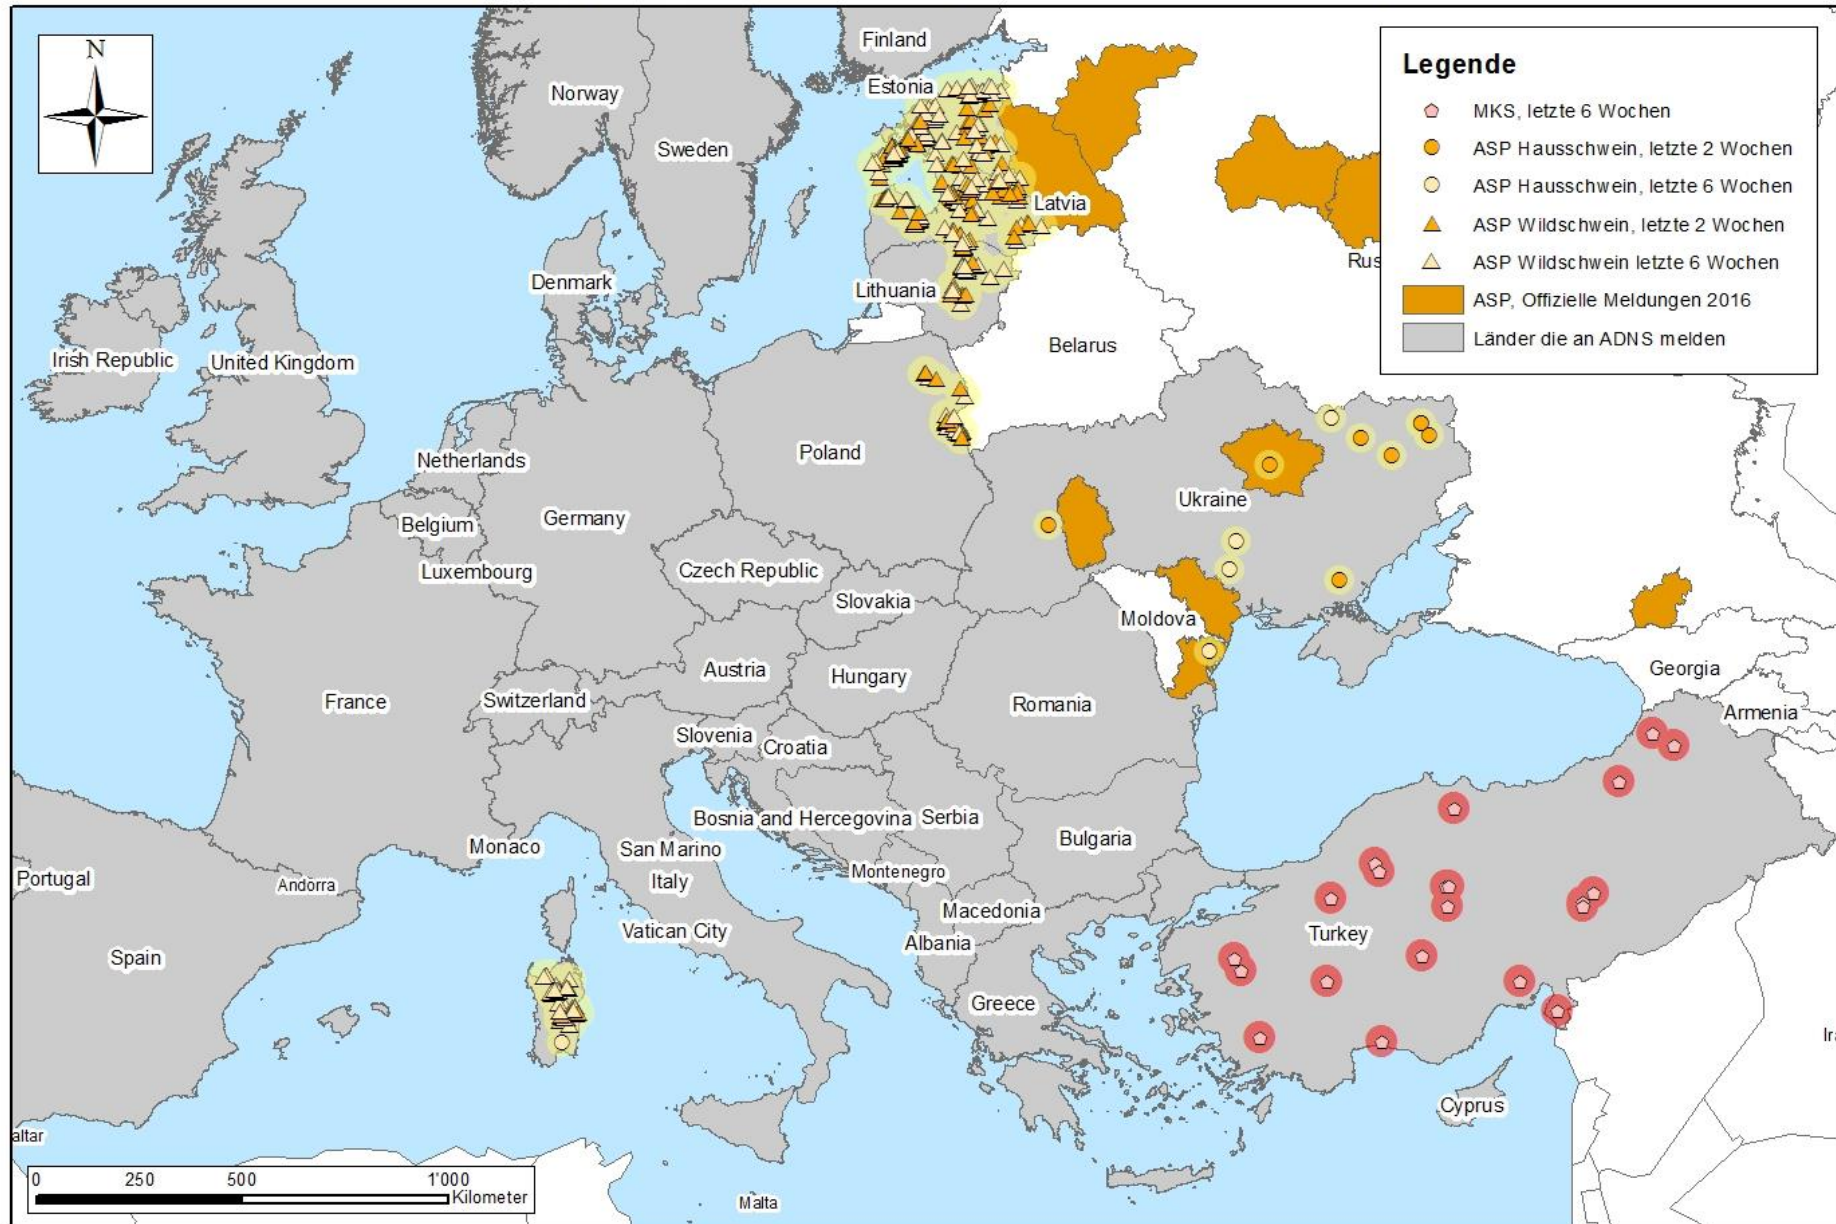 N
Finland
Norway
Estonia
Sweden
Latvia
Rus
Denmark
Lithuania
Belarus
Irish Republic
United Kingdom
Netherlands
Poland
Belgium
Germany
Ukraine
Luxembourg
Czech Republic
Slovakia
Moldova
Austria
Hungary
Georgia
France
Switzerland
Romania
Armenia
Slovenia
Croatia
Bosnia and Hercegovina
Serbia
Bulgaria
Monaco
San Marino
Italy
Montenegro
Portugal
Andorra
Macedonia
Vatican City
Albania
Turkey
Spain
Greece
Ira
Cyprus
altar
Malta
Legende
MKS, letzte 6 Wochen
ASP Hausschwein, letzte 2 Wochen
ASP Hausschwein, letzte 6 Wochen
ASP Wildschwein, letzte 2 Wochen
ASP Wildschwein letzte 6 Wochen
ASP, Offizielle Meldungen 2016
Länder die an ADNS melden
0 250 500 1'000
Kilometer